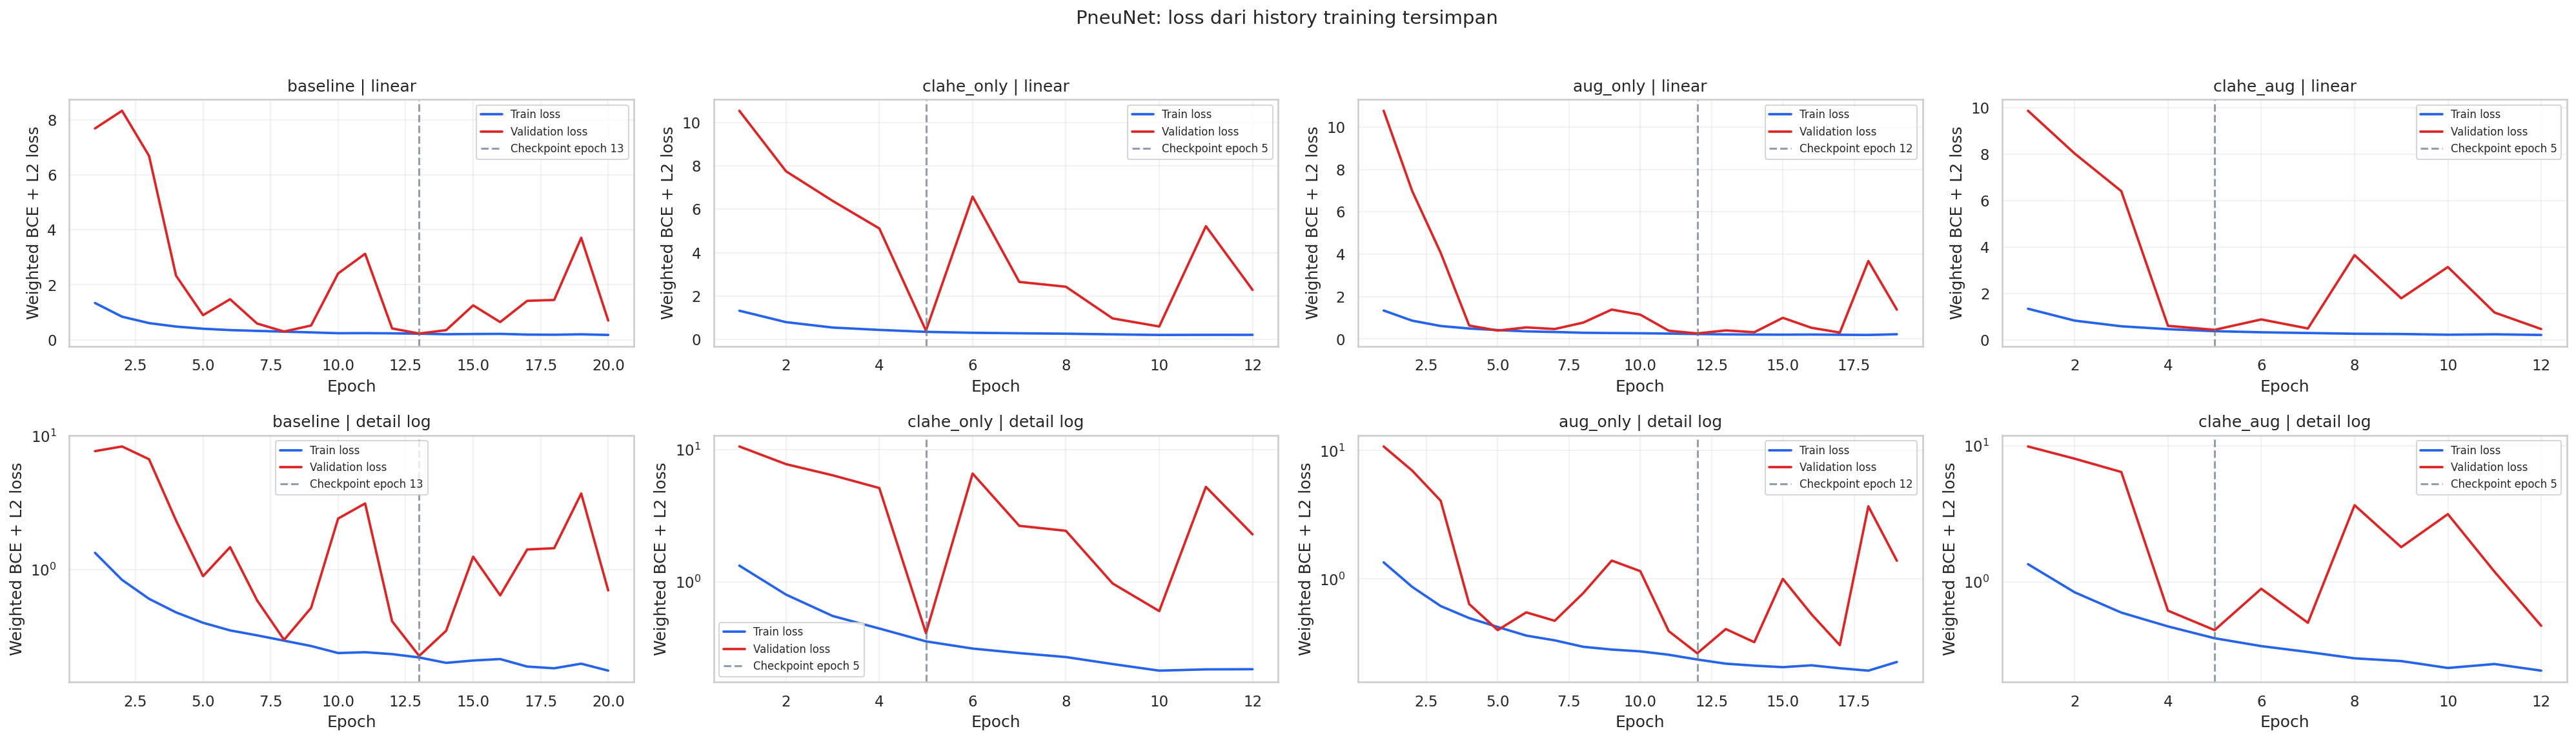 PneuNet: loss dari history training tersimpan
baseline | linear
Weighted BCE + L2 loss
8
6
4
2
0
2.5 5.0 7.5 10.0 12.5 15.0 17.5 20.0
Epoch
Train loss
Validation loss
Checkpoint epoch 13
clahe_only | linear
Weighted BCE + L2 loss
10
8
6
4
2
0
2 4 6 8 10 12
Epoch
Train loss
Validation loss
Checkpoint epoch 5
aug_only | linear
Weighted BCE + L2 loss
10
8
6
4
2
0
2.5 5.0 7.5 10.0 12.5 15.0 17.5
Epoch
Train loss
Validation loss
Checkpoint epoch 12
clahe_aug | linear
Weighted BCE + L2 loss
10
8
6
4
2
0
2 4 6 8 10 12
Epoch
Train loss
Validation loss
Checkpoint epoch 5
baseline | detail log
Weighted BCE + L2 loss
10¹
10⁰
2.5 5.0 7.5 10.0 12.5 15.0 17.5 20.0
Epoch
Train loss
Validation loss
Checkpoint epoch 13
clahe_only | detail log
Weighted BCE + L2 loss
10¹
10⁰
2 4 6 8 10 12
Epoch
Train loss
Validation loss
Checkpoint epoch 5
aug_only | detail log
Weighted BCE + L2 loss
10¹
10⁰
2.5 5.0 7.5 10.0 12.5 15.0 17.5
Epoch
Train loss
Validation loss
Checkpoint epoch 12
clahe_aug | detail log
Weighted BCE + L2 loss
10¹
10⁰
2 4 6 8 10 12
Epoch
Train loss
Validation loss
Checkpoint epoch 5